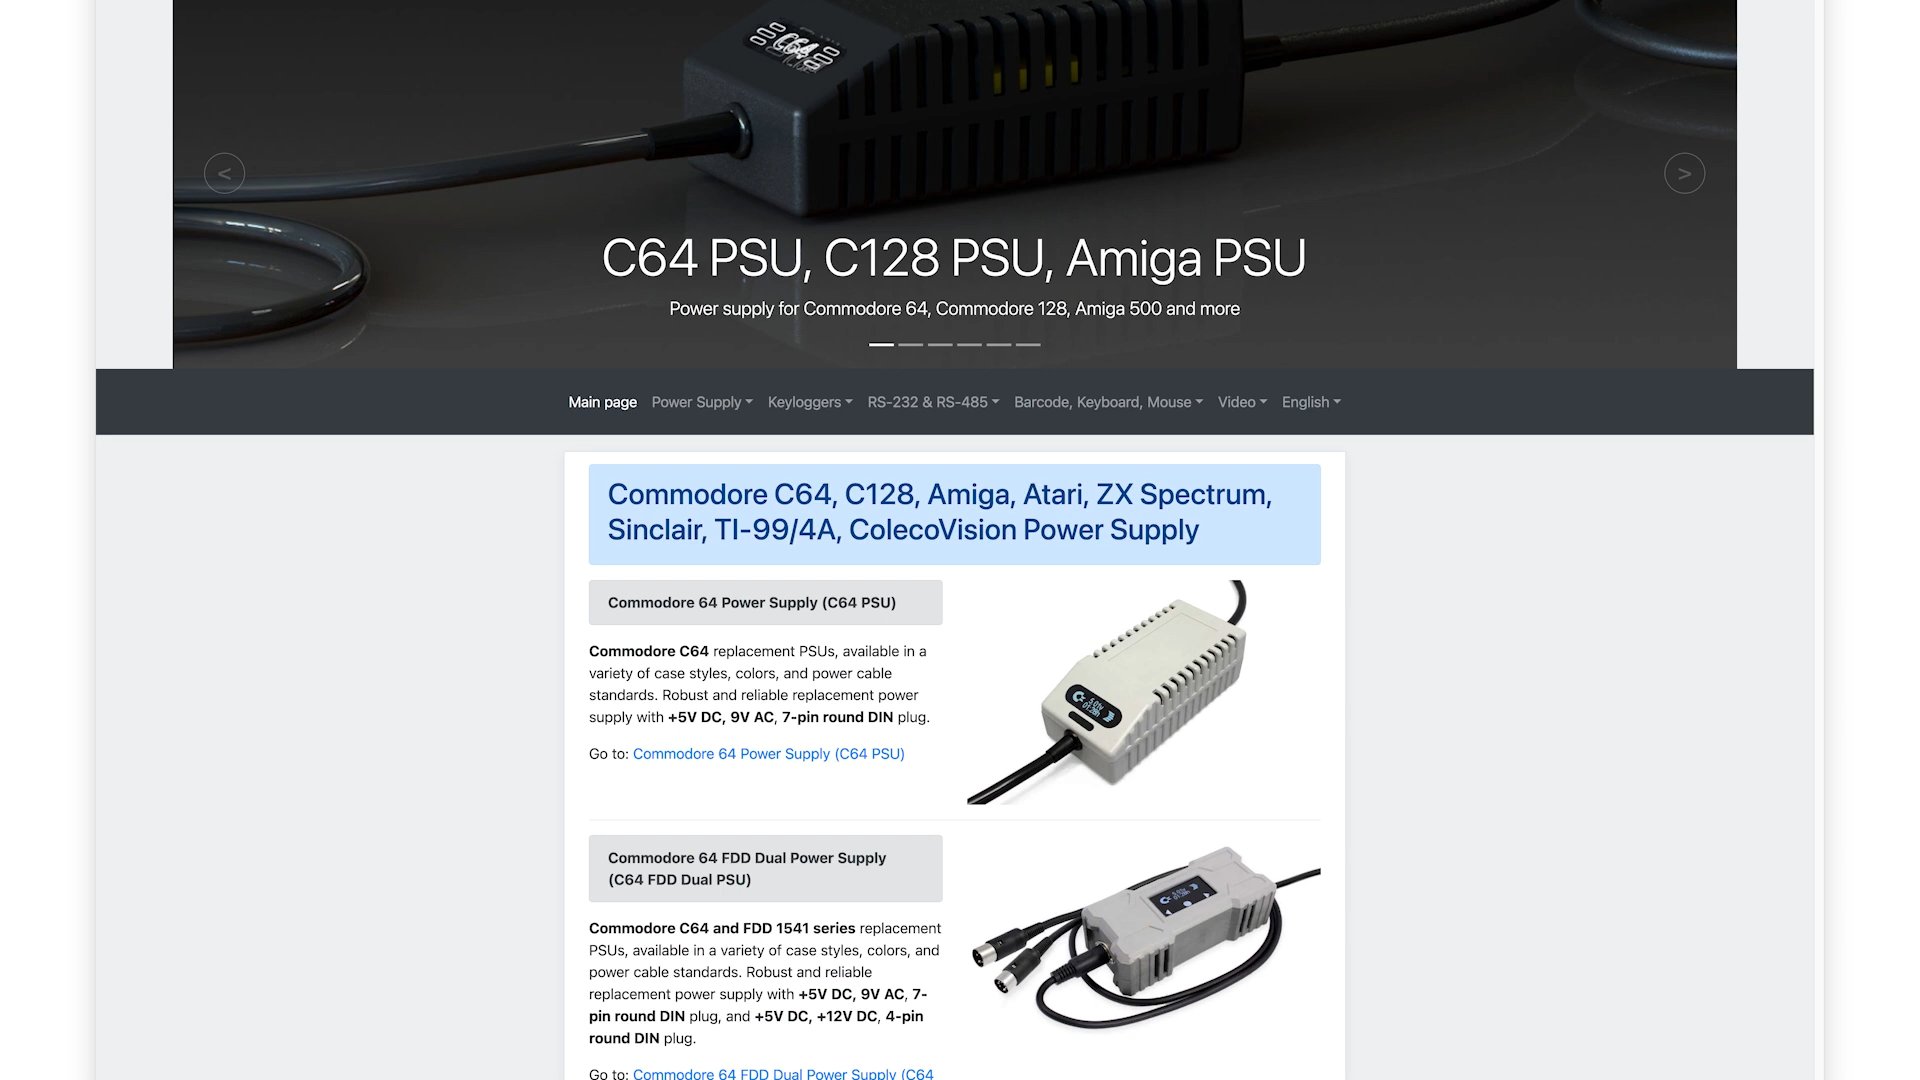 C64
<
>
C64 PSU, C128 PSU, Amiga PSU
Power supply for Commodore 64, Commodore 128, Amiga 500 and more
Main page Power Supply Keyloggers RS-232 & RS-485 Barcode, Keyboard, Mouse Video English
Commodore C64, C128, Amiga, Atari, ZX Spectrum,
Sinclair, TI-99/4A, ColecoVision Power Supply
Commodore 64 Power Supply (C64 PSU)
Commodore C64 replacement PSUs, available in a
variety of case styles, colors, and power cable
standards. Robust and reliable replacement power
supply with +5V DC, 9V AC, 7-pin round DIN plug.
Go to: Commodore 64 Power Supply (C64 PSU)
5.01V
01:28h
Commodore 64 FDD Dual Power Supply
(C64 FDD Dual PSU)
Commodore C64 and FDD 1541 series replacement
PSUs, available in a variety of case styles, colors, and
power cable standards. Robust and reliable
replacement power supply with +5V DC, 9V AC, 7-
pin round DIN plug, and +5V DC, +12V DC, 4-pin
round DIN plug.
Go to: Commodore 64 FDD Dual Power Supply (C64